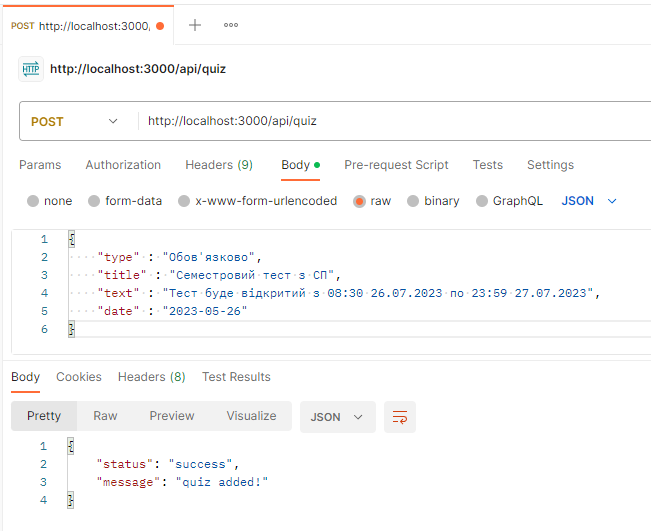 POST http://localhost:3000,
HTTP http://localhost:3000/api/quiz
POST http://localhost:3000/api/quiz
Params Authorization Headers (9) Body Pre-request Script Tests Settings
none form-data x-www-form-urlencoded raw binary GraphQL JSON
1 {
2 "type" : "Обов'язково",
3 "title" : "Семестровий тест з СП",
4 "text" : "Тест буде відкритий з 08:30 26.07.2023 по 23:59 27.07.2023",
5 "date" : "2023-05-26"
6 }
Body Cookies Headers (8) Test Results
Pretty Raw Preview Visualize JSON
1 {
2 "status": "success",
3 "message": "quiz added!"
4 }